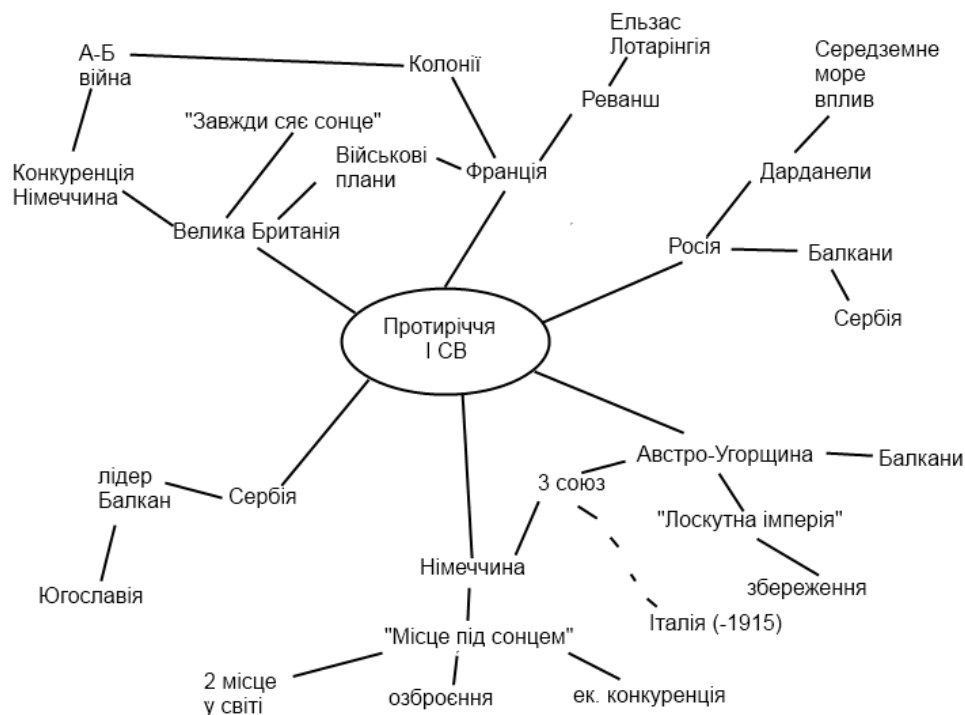 Ельзас
Лотарінгія
А-Б
війна
Колонії
Середземне
море
вплив
Реванш
"Завжди сяє сонце"
Військові
плани
Франція
Конкуренція
Німеччина
Дарданели
Велика Британія
Росія
Балкани
Сербія
Протиріччя
І СВ
Австро-Угорщина
Балкани
3 союз
лідер
Балкан
Сербія
"Лоскутна імперія"
Німеччина
збереження
Югославія
Італія (-1915)
"Місце під сонцем"
2 місце
у світі
озброєння
ек. конкуренція